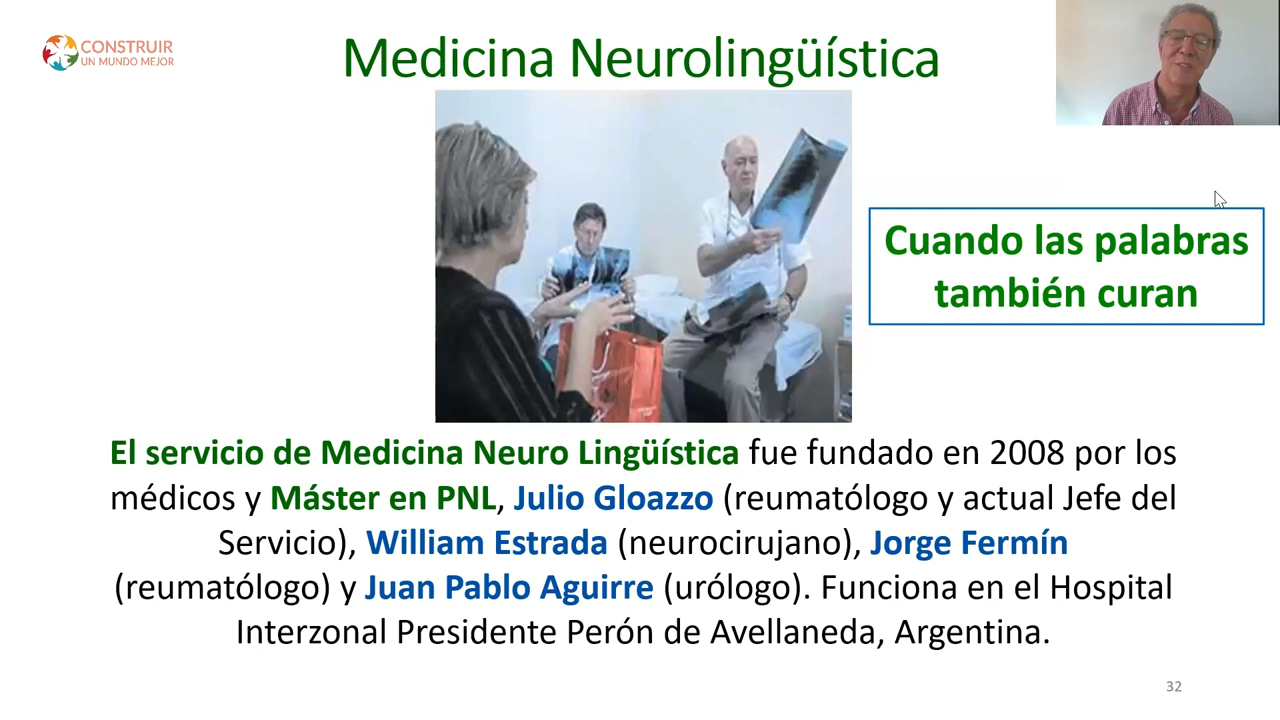 CONSTRUIR
UN MUNDO MEJOR
Medicina Neurolingüística
Cuando las palabras
también curan
El servicio de Medicina Neuro Lingüística fue fundado en 2008 por los
médicos y Máster en PNL, Julio Gloazzo (reumatólogo y actual Jefe del
Servicio), William Estrada (neurocirujano), Jorge Fermín
(reumatólogo) y Juan Pablo Aguirre (urólogo). Funciona en el Hospital
Interzonal Presidente Perón de Avellaneda, Argentina.
32